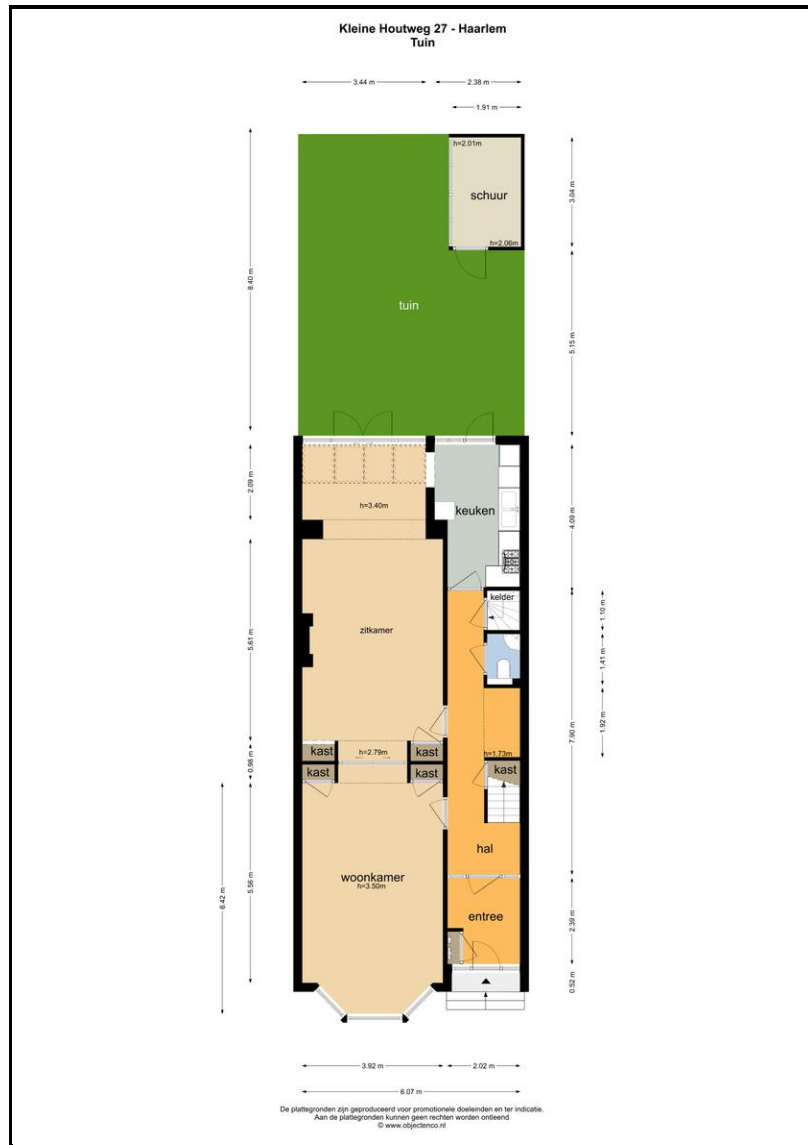 Kleine Houtweg 27 - Haarlem
Tuin
3.44 m
2.38 m
1.91 m
h=2.01m
schuur
3.04 m
h=2.06m
8.40 m
tuin
5.15 m
2.09 m
h=3.40m
keuken
4.09 m
kelder
1.10 m
zitkamer
5.61 m
1.41 m
7.90 m
1.92 m
kast
h=2.79m
kast
h=1.73m
0.98 m
kast
kast
kast
hal
woonkamer
h=3.50m
5.56 m
6.42 m
entree
2.39 m
0.52 m
3.92 m
2.02 m
6.07 m
De plattegronden zijn geproduceerd voor promotionele doeleinden en ter indicatie.
Aan de plattegronden kunnen geen rechten worden ontleend
© www.objectenco.nl